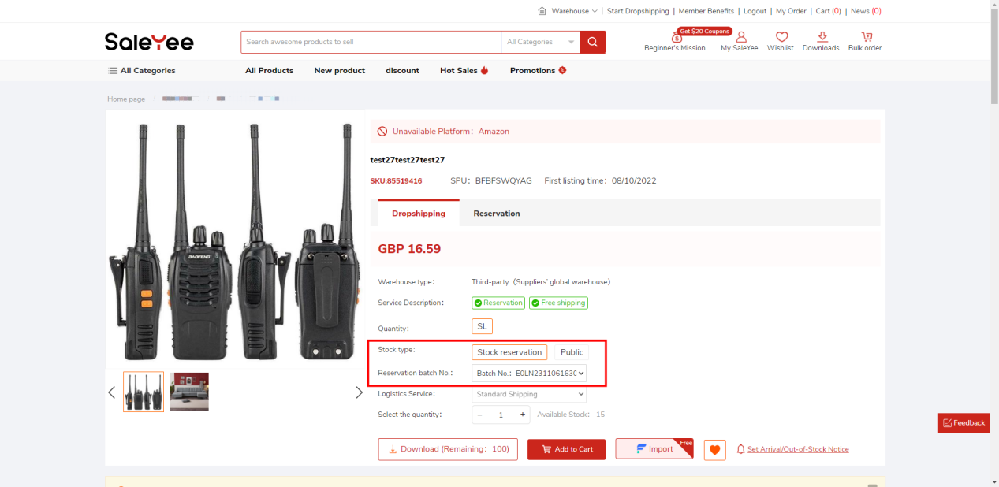 Warehouse | Start Dropshipping | Member Benefits | Logout | My Order | Cart (0) | News (0)
SaleYee
Search awesome products to sell
All Categories
Get $20 Coupons
Beginner's Mission
My SaleYee
Wishlist
Downloads
Bulk order
All Categories
All Products
New product
discount
Hot Sales
Promotions
Home page /
BAOFENG
Unavailable Platform: Amazon
test27test27test27
SKU:85519416 SPU: BFBFSWQYAG First listing time: 08/10/2022
Dropshipping Reservation
GBP 16.59
Warehouse type: Third-party (Suppliers' global warehouse)
Service Description: Reservation Free shipping
Quantity: SL
Stock type: Stock reservation Public
Reservation batch No.: Batch No.: E0LN2311061630
Logistics Service: Standard Shipping
Select the quantity: − 1 + Available Stock: 15
Download (Remaining: 100)
Add to Cart
Import
Free
Set Arrival/Out-of-Stock Notice
Feedback